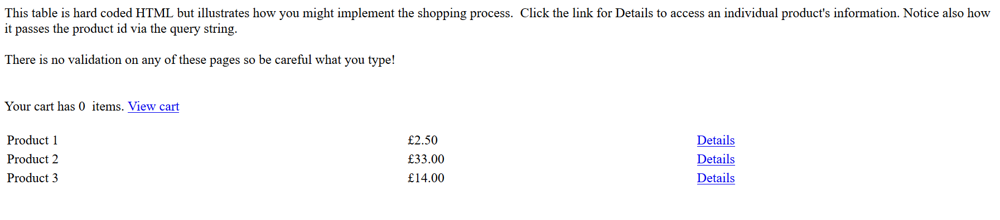 This table is hard coded HTML but illustrates how you might implement the shopping process.  Click the link for Details to access an individual product's information. Notice also how
it passes the product id via the query string.
There is no validation on any of these pages so be careful what you type!
Your cart has 0  items. View cart
Product 1 £2.50 Details
Product 2 £33.00 Details
Product 3 £14.00 Details